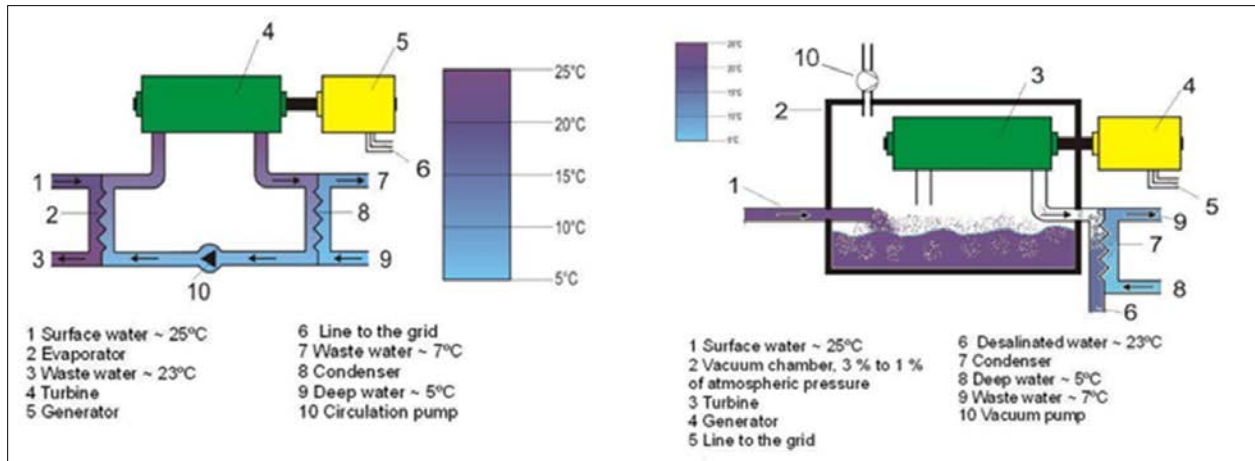 4
5
25°C
20°C
15°C
10°C
5°C
6
1
7
2
8
3
9
10
1 Surface water ~ 25ºC
2 Evaporator
3 Waste water ~ 23ºC
4 Turbine
5 Generator
6 Line to the grid
7 Waste water ~ 7ºC
8 Condenser
9 Deep water ~ 5ºC
10 Circulation pump
20°C
15°C
10°C
5°C
10
3
2
4
1
5
9
7
8
6
1 Surface water ~ 25ºC
2 Vacuum chamber, 3 % to 1 %
of atmospheric pressure
3 Turbine
4 Generator
5 Line to the grid
6 Desalinated water ~ 23ºC
7 Condenser
8 Deep water ~ 5ºC
9 Waste water ~ 7ºC
10 Vacuum pump